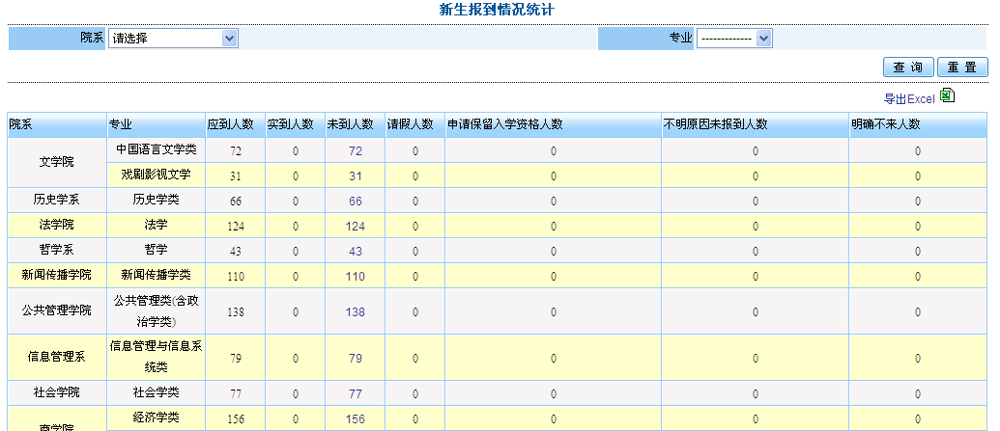 新生报到情况统计
院系 请选择 专业 -------------
查 询 重 置
导出Excel
院系 专业 应到人数 实到人数 未到人数 请假人数 申请保留入学资格人数 不明原因未报到人数 明确不来人数
文学院 中国语言文学类 72 0 72 0 0 0 0
戏剧影视文学 31 0 31 0 0 0 0
历史学系 历史学类 66 0 66 0 0 0 0
法学院 法学 124 0 124 0 0 0 0
哲学系 哲学 43 0 43 0 0 0 0
新闻传播学院 新闻传播学类 110 0 110 0 0 0 0
公共管理学院 公共管理类(含政
治学类) 138 0 138 0 0 0 0
信息管理系 信息管理与信息系
统类 79 0 79 0 0 0 0
社会学院 社会学类 77 0 77 0 0 0 0
商学院 经济学类 156 0 156 0 0 0 0